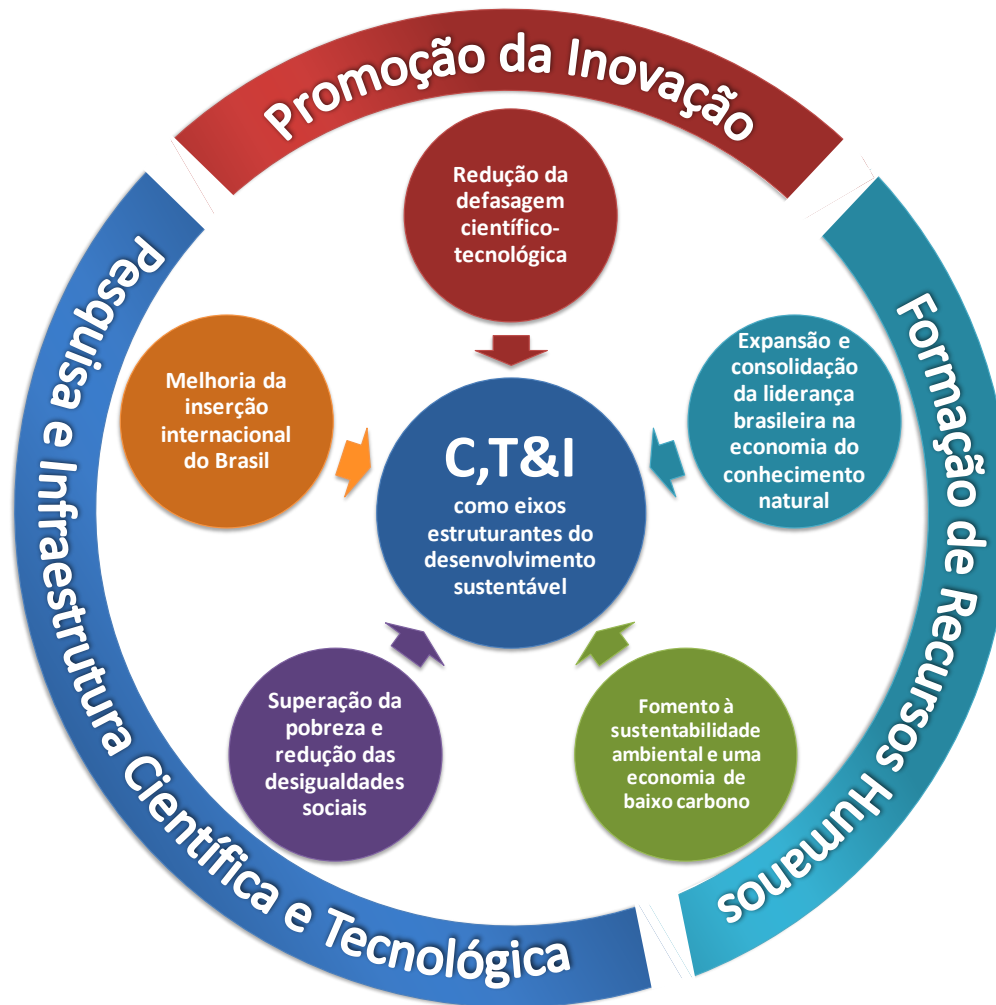 Promoção da Inovação
Formação de Recursos Humanos
Pesquisa e Infraestrutura Científica e Tecnológica
Redução da
defasagem
científico-
tecnológica
Melhoria da
inserção
internacional
do Brasil
Expansão e
consolidação
da liderança
brasileira na
economia do
conhecimento
natural
C,T&I
como eixos
estruturantes do
desenvolvimento
sustentável
Superação da
pobreza e
redução das
desigualdades
sociais
Fomento à
sustentabilidade
ambiental e uma
economia de
baixo carbono